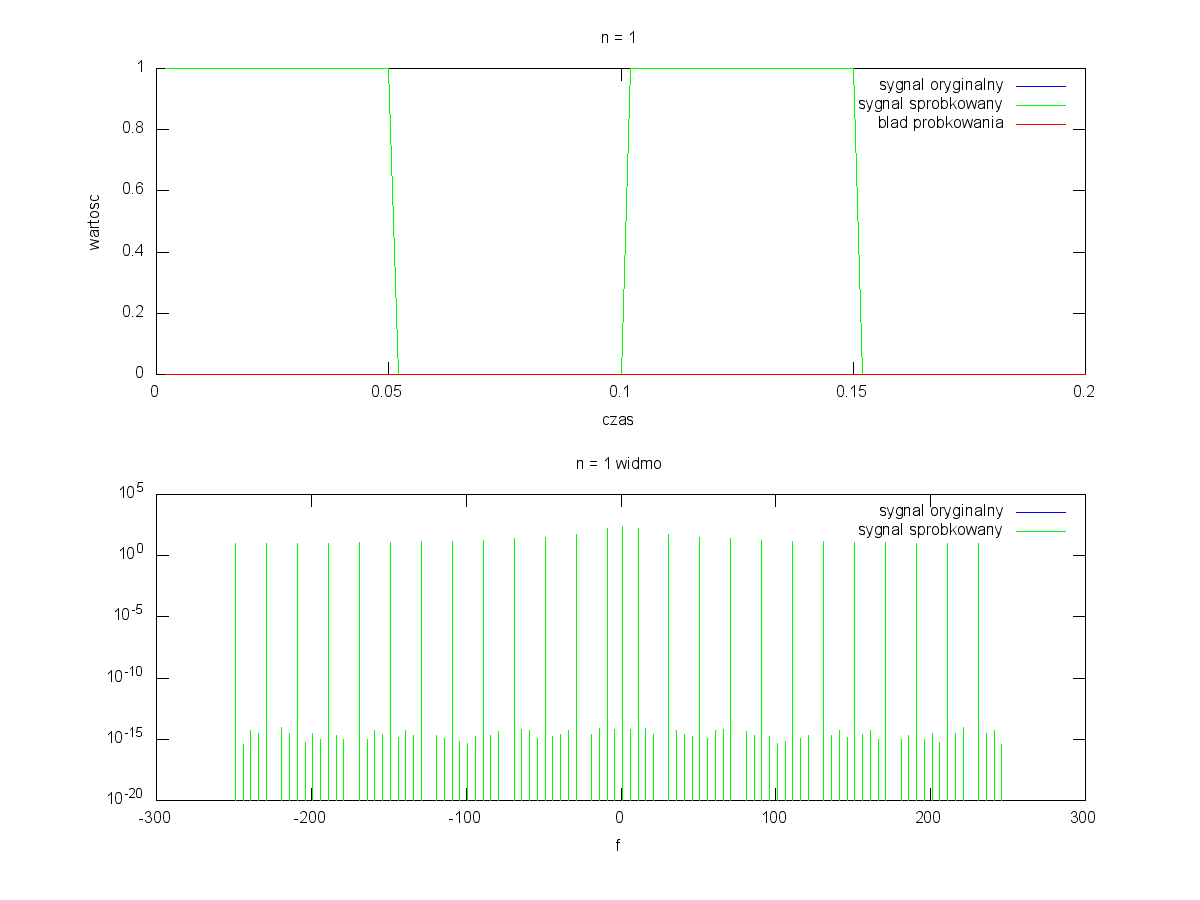 n = 1
1
0.8
0.6
0.4
0.2
0
wartosc
sygnal oryginalny
sygnal sprobkowany
blad probkowania
0 0.05 0.1 0.15 0.2
czas
n = 1 widmo
10^5
10^0
10^-5
10^-10
10^-15
10^-20
sygnal oryginalny
sygnal sprobkowany
-300 -200 -100 0 100 200 300
f